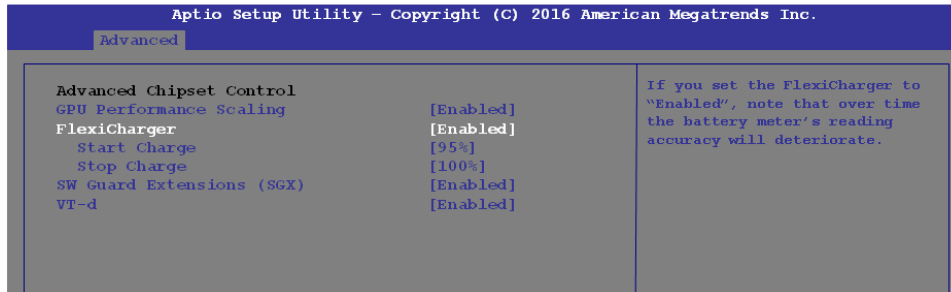 Aptio Setup Utility – Copyright (C) 2016 American Megatrends Inc.
Advanced
Advanced Chipset Control
GPU Performance Scaling [Enabled]
FlexiCharger [Enabled]
Start Charge [95%]
Stop Charge [100%]
SW Guard Extensions (SGX) [Enabled]
VT-d [Enabled]
If you set the FlexiCharger to
“Enabled”, note that over time
the battery meter’s reading
accuracy will deteriorate.